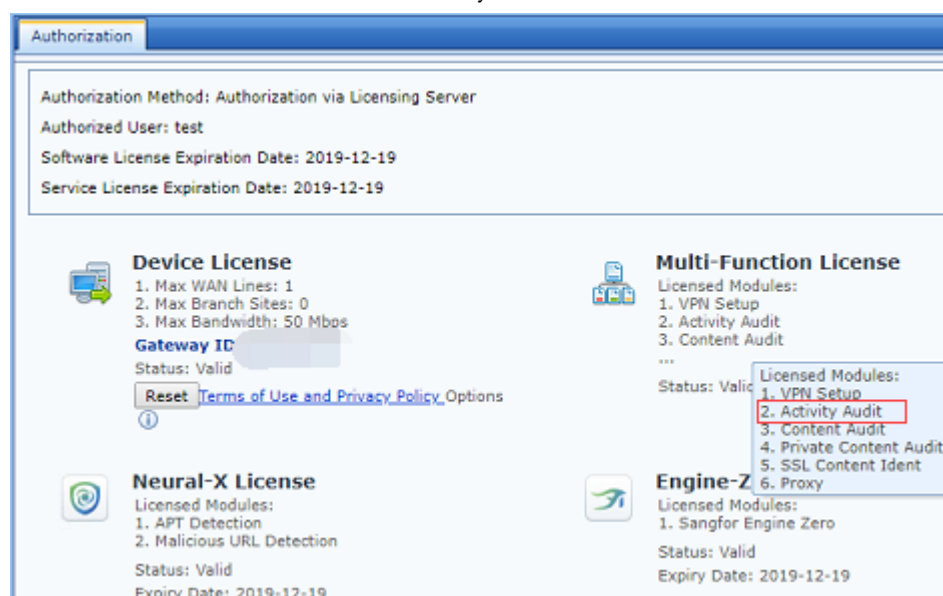 Authorization
Authorization Method: Authorization via Licensing Server
Authorized User: test
Software License Expiration Date: 2019-12-19
Service License Expiration Date: 2019-12-19
Device License
1. Max WAN Lines: 1
2. Max Branch Sites: 0
3. Max Bandwidth: 50 Mbps
Gateway ID
Status: Valid
Reset Terms of Use and Privacy Policy Options
Multi-Function License
Licensed Modules:
1. VPN Setup
2. Activity Audit
3. Content Audit
...
Status: Valid
Licensed Modules:
1. VPN Setup
2. Activity Audit
3. Content Audit
4. Private Content Audit
5. SSL Content Ident
6. Proxy
Neural-X License
Licensed Modules:
1. APT Detection
2. Malicious URL Detection
Status: Valid
Expiry Date: 2019-12-19
Engine-Z
Licensed Modules:
1. Sangfor Engine Zero
Status: Valid
Expiry Date: 2019-12-19